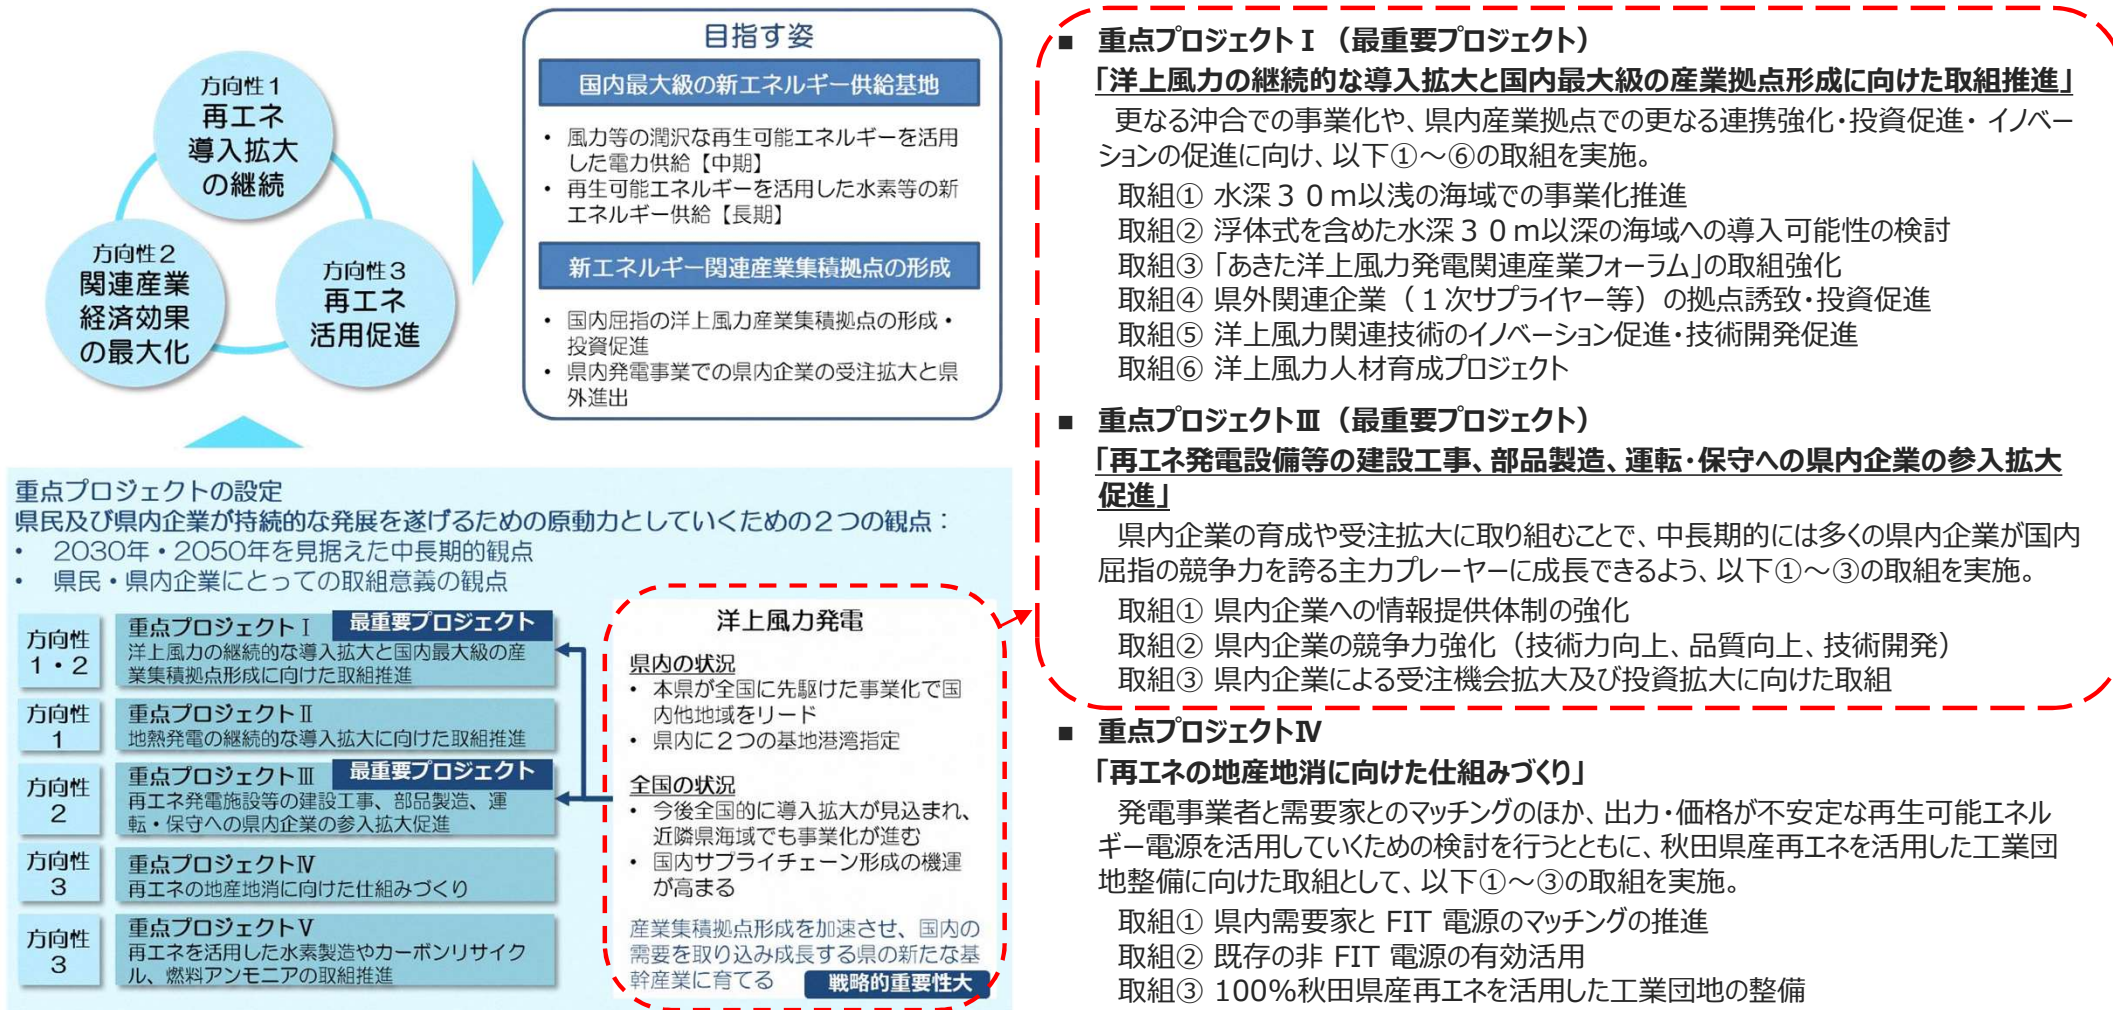 方向性1
再エネ
導入拡大
の継続
方向性2
関連産業
経済効果
の最大化
方向性3
再エネ
活用促進
目指す姿
国内最大級の新エネルギー供給基地
• 風力等の潤沢な再生可能エネルギーを活用
した電力供給【中期】
• 再生可能エネルギーを活用した水素等の新
エネルギー供給【長期】
新エネルギー関連産業集積拠点の形成
• 国内屈指の洋上風力産業集積拠点の形成・
投資促進
• 県内発電事業での県内企業の受注拡大と県
外進出
重点プロジェクトの設定
県民及び県内企業が持続的な発展を遂げるための原動力としていくための2つの観点：
• 2030年・2050年を見据えた中長期的観点
• 県民・県内企業にとっての取組意義の観点
方向性
1・2
重点プロジェクトⅠ 最重要プロジェクト
洋上風力の継続的な導入拡大と国内最大級の産
業集積拠点形成に向けた取組推進
方向性
1
重点プロジェクトⅡ
地熱発電の継続的な導入拡大に向けた取組推進
方向性
2
重点プロジェクトⅢ 最重要プロジェクト
再エネ発電施設等の建設工事、部品製造、運
転・保守への県内企業の参入拡大促進
方向性
3
重点プロジェクトⅣ
再エネの地産地消に向けた仕組みづくり
方向性
3
重点プロジェクトⅤ
再エネを活用した水素製造やカーボンリサイク
ル、燃料アンモニアの取組推進
洋上風力発電
県内の状況
• 本県が全国に先駆けた事業化で国
内他地域をリード
• 県内に2つの基地港湾指定
全国の状況
• 今後全国的に導入拡大が見込まれ、
近隣県海域でも事業化が進む
• 国内サプライチェーン形成の機運
が高まる
産業集積拠点形成を加速させ、国内の
需要を取り込み成長する県の新たな基
幹産業に育てる 戦略的重要性大
■ 重点プロジェクトⅠ（最重要プロジェクト）
「洋上風力の継続的な導入拡大と国内最大級の産業拠点形成に向けた取組推進」
更なる沖合での事業化や、県内産業拠点での更なる連携強化・投資促進・ イノベー
ションの促進に向け、以下①～⑥の取組を実施。
取組① 水深３０ｍ以浅の海域での事業化推進
取組② 浮体式を含めた水深３０ｍ以深の海域への導入可能性の検討
取組③ 「あきた洋上風力発電関連産業フォーラム」の取組強化
取組④ 県外関連企業（１次サプライヤー等）の拠点誘致・投資促進
取組⑤ 洋上風力関連技術のイノベーション促進・技術開発促進
取組⑥ 洋上風力人材育成プロジェクト
■ 重点プロジェクトⅢ（最重要プロジェクト）
「再エネ発電設備等の建設工事、部品製造、運転・保守への県内企業の参入拡大
促進」
県内企業の育成や受注拡大に取り組むことで、中長期的には多くの県内企業が国内
屈指の競争力を誇る主力プレーヤーに成長できるよう、以下①～③の取組を実施。
取組① 県内企業への情報提供体制の強化
取組② 県内企業の競争力強化（技術力向上、品質向上、技術開発）
取組③ 県内企業による受注機会拡大及び投資拡大に向けた取組
■ 重点プロジェクトⅣ
「再エネの地産地消に向けた仕組みづくり」
発電事業者と需要家とのマッチングのほか、出力・価格が不安定な再生可能エネル
ギー電源を活用していくための検討を行うとともに、秋田県産再エネを活用した工業団
地整備に向けた取組として、以下①～③の取組を実施。
取組① 県内需要家と FIT 電源のマッチングの推進
取組② 既存の非 FIT 電源の有効活用
取組③ 100%秋田県産再エネを活用した工業団地の整備